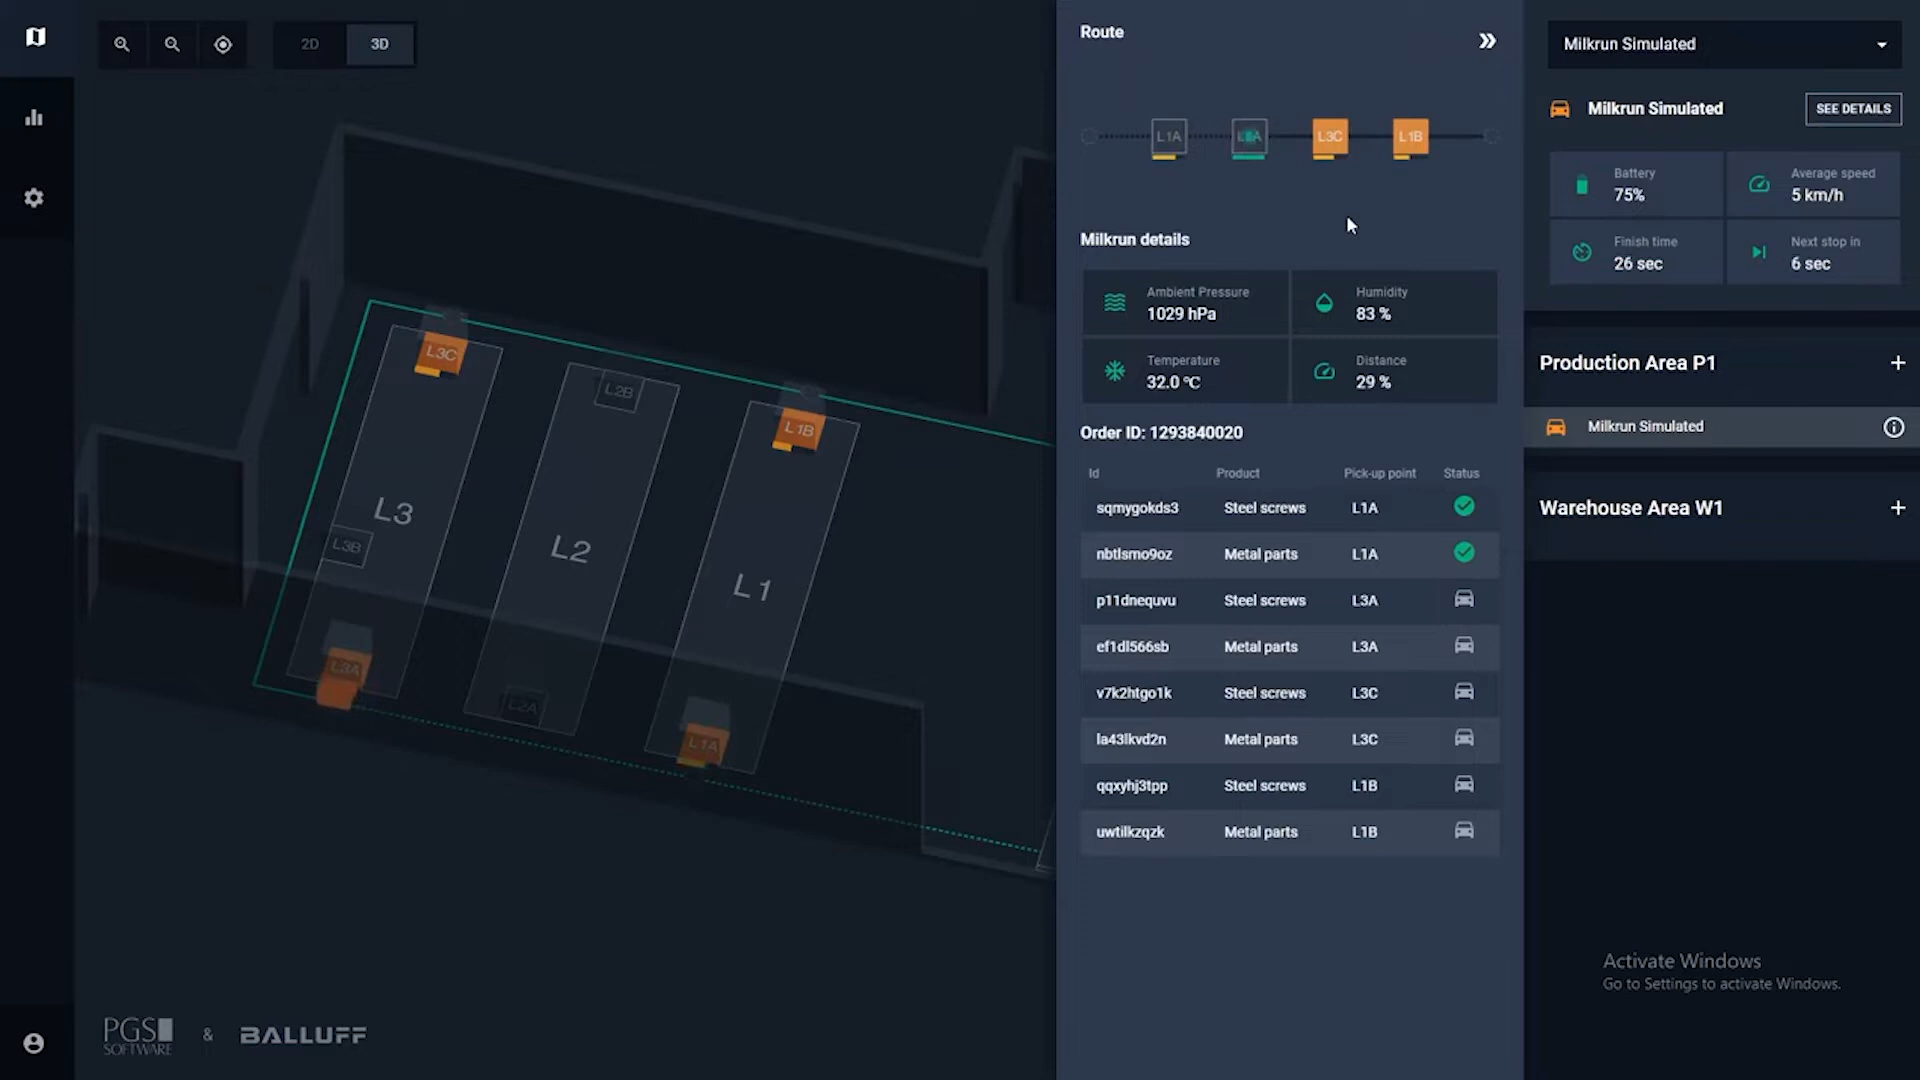 2D
3D
L3C
L2B
L1B
L3
L2
L1
L3B
L3A
L2A
L1A
PGS
SOFTWARE
&
BALLUFF
Route
L1A
L3C
L1B
Milkrun details
Ambient Pressure
1029 hPa
Humidity
83 %
Temperature
32.0 ℃
Distance
29 %
Order ID: 1293840020
Id Product Pick-up point Status
sqmygokds3 Steel screws L1A
nbtlsmo9oz Metal parts L1A
p11dnequvu Steel screws L3A
ef1dl566sb Metal parts L3A
v7k2htgo1k Steel screws L3C
la43lkvd2n Metal parts L3C
qqxyhj3tpp Steel screws L1B
uwtilkzqzk Metal parts L1B
Milkrun Simulated
Milkrun Simulated
SEE DETAILS
Battery
75%
Average speed
5 km/h
Finish time
26 sec
Next stop in
6 sec
Production Area P1
Milkrun Simulated
Warehouse Area W1
Activate Windows
Go to Settings to activate Windows.